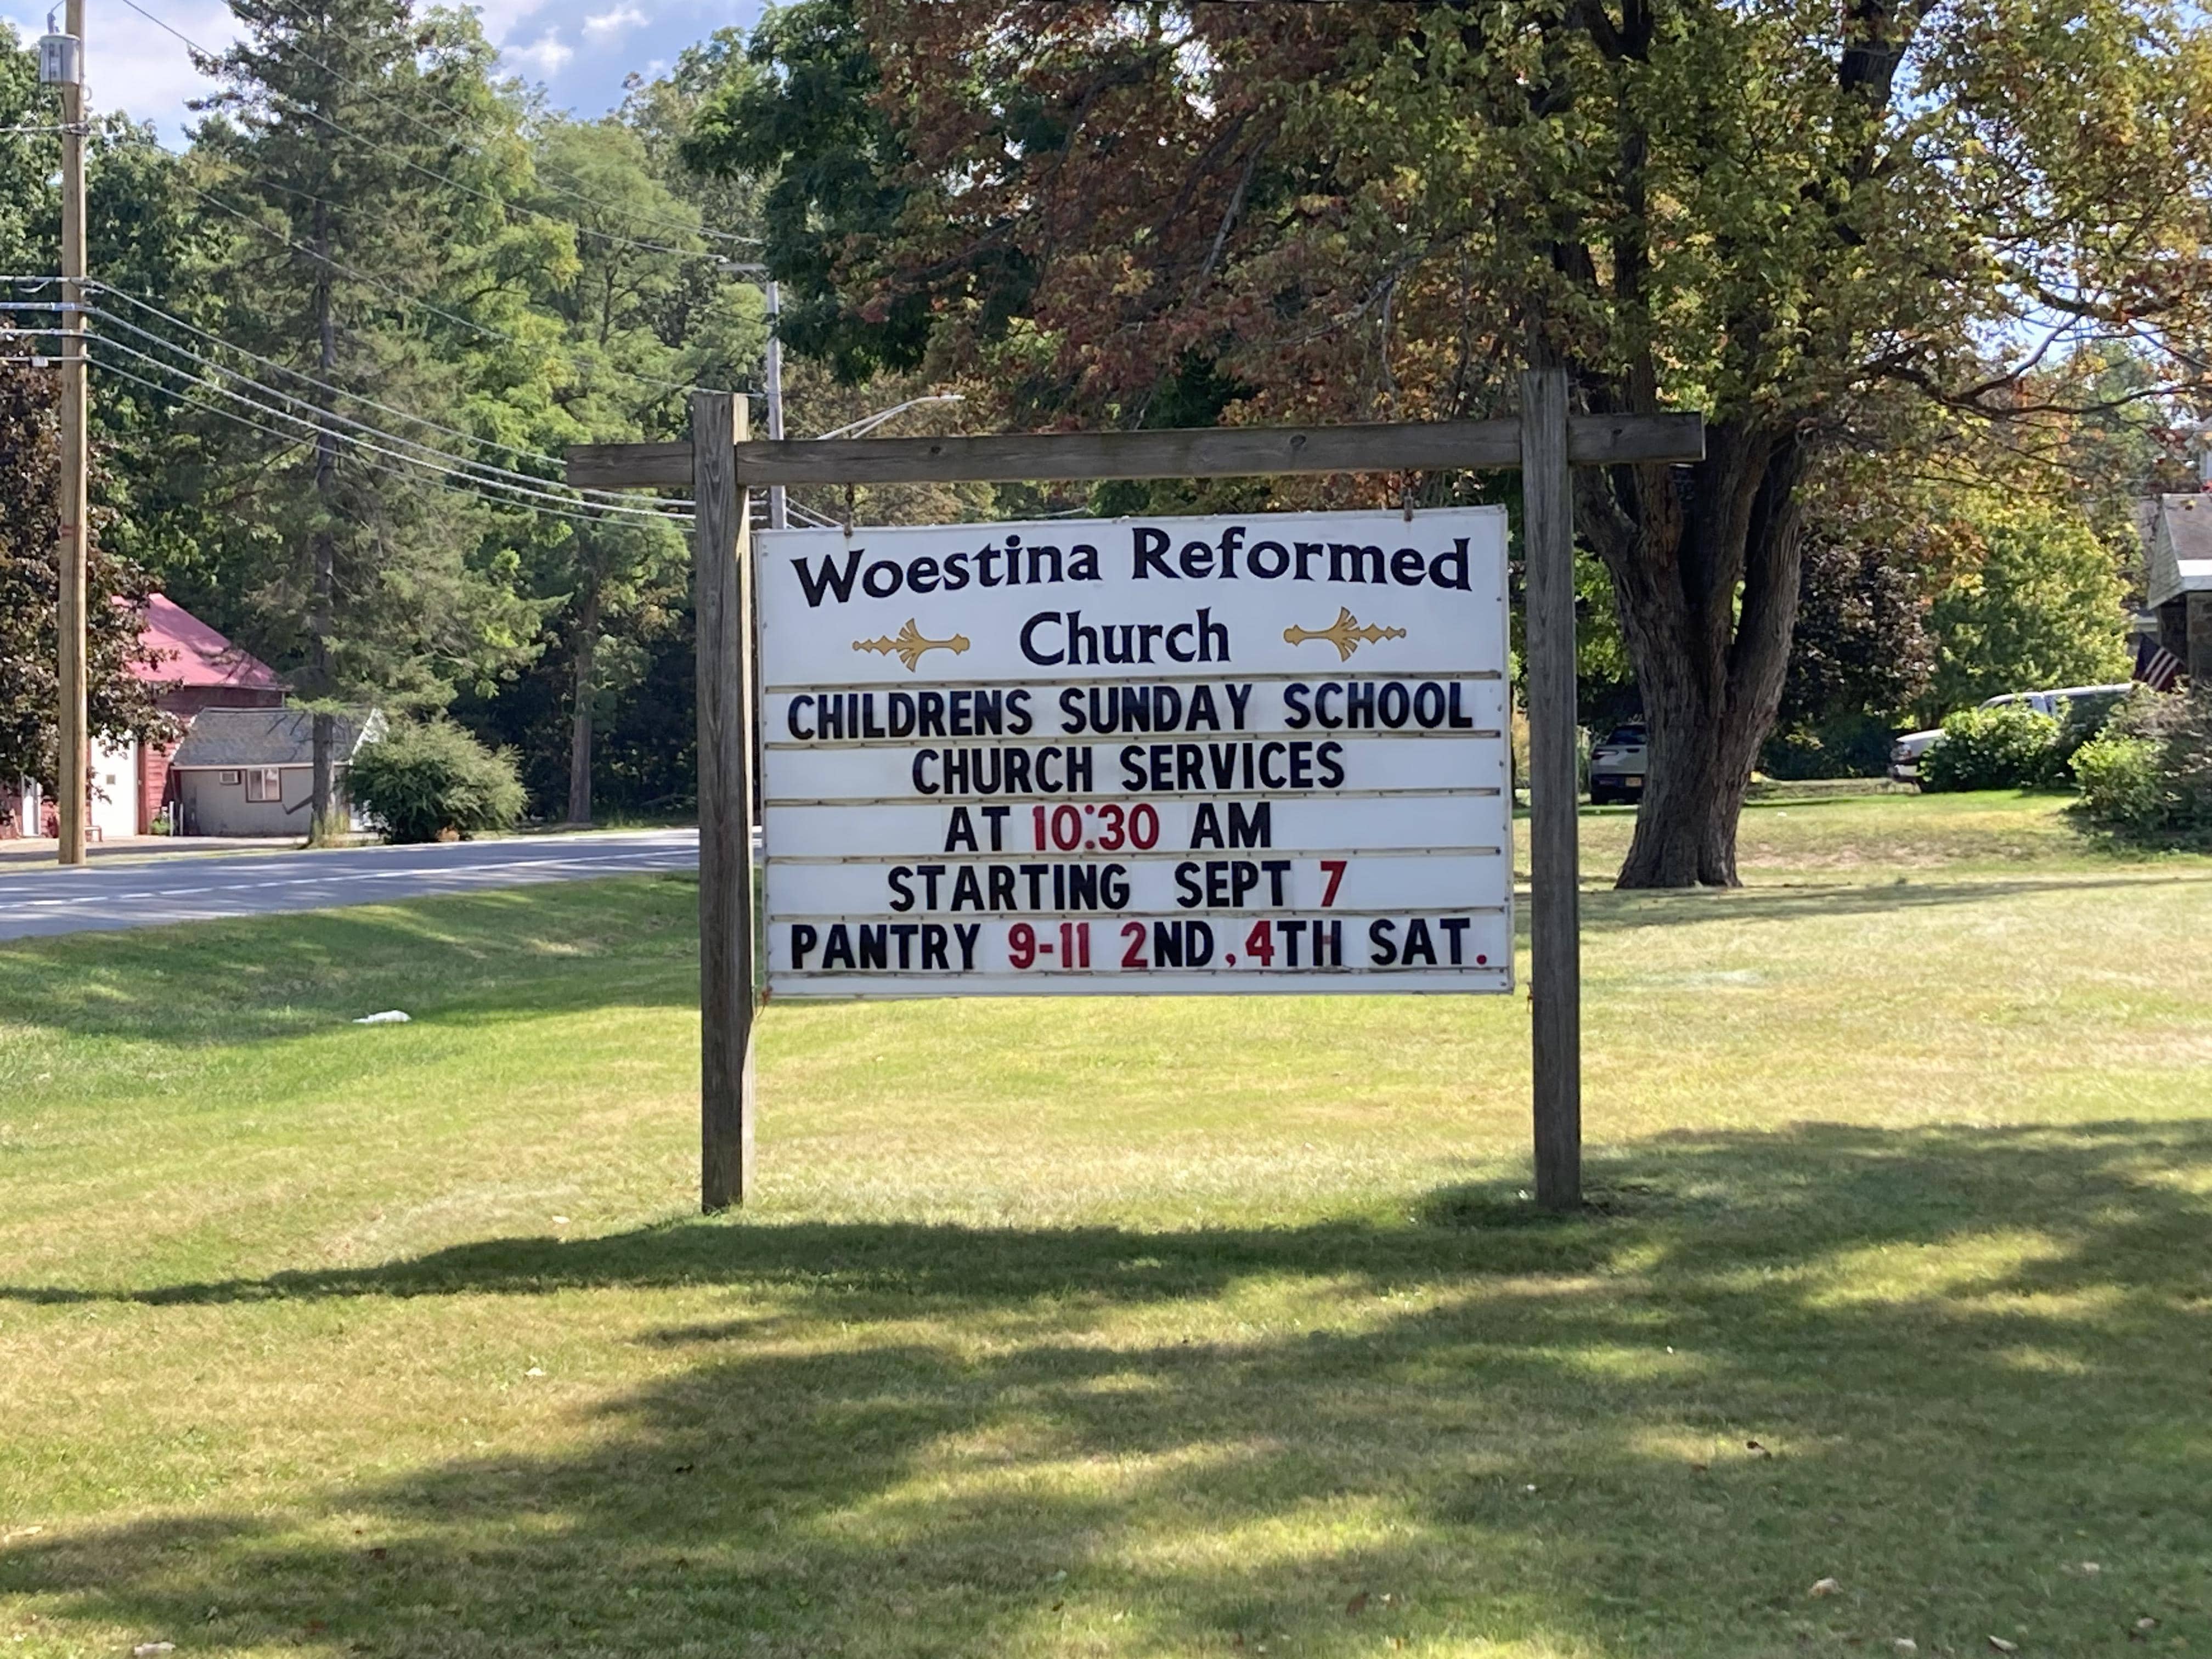 Woestina Reformed
Church
CHILDRENS SUNDAY SCHOOL
CHURCH SERVICES
AT 10:30 AM
STARTING SEPT 7
PANTRY 9-11 2ND, 4TH SAT.